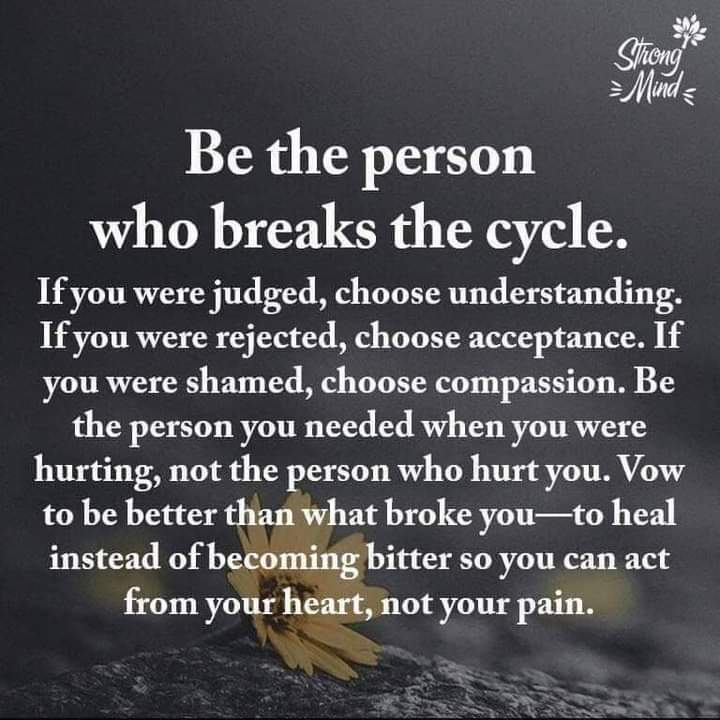 Strong
Mind
Be the person
who breaks the cycle.
If you were judged, choose understanding.
If you were rejected, choose acceptance. If
you were shamed, choose compassion. Be
the person you needed when you were
hurting, not the person who hurt you. Vow
to be better than what broke you—to heal
instead of becoming bitter so you can act
from your heart, not your pain.